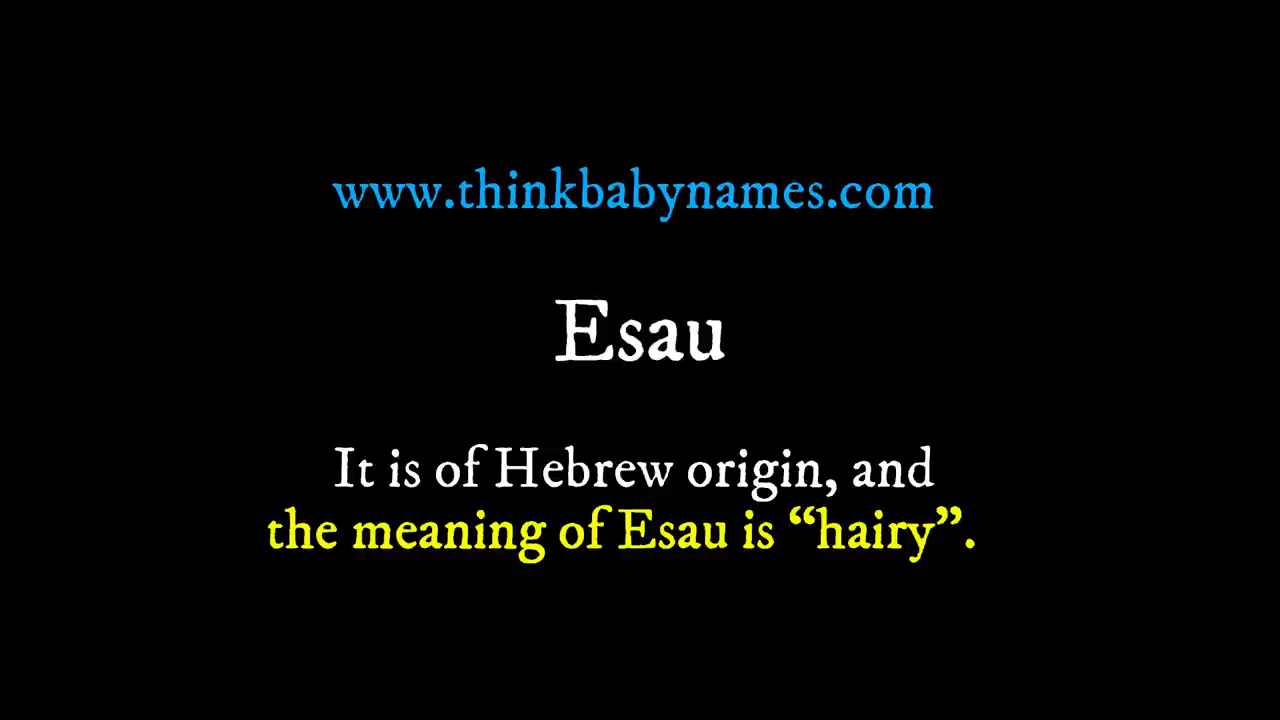 www.thinkbabynames.com
Esau
It is of Hebrew origin, and
the meaning of Esau is “hairy”.